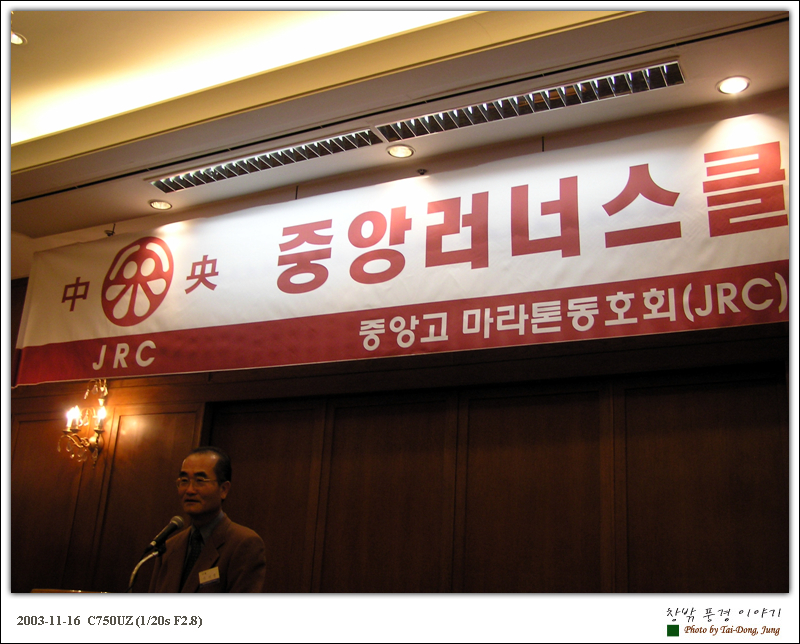 中 央 중앙러너스클
JRC 중앙고 마라톤동호회(JRC)
2003-11-16 C750UZ (1/20s F2.8)
창밖 풍경 이야기
Photo by Tai-Dong, Jung